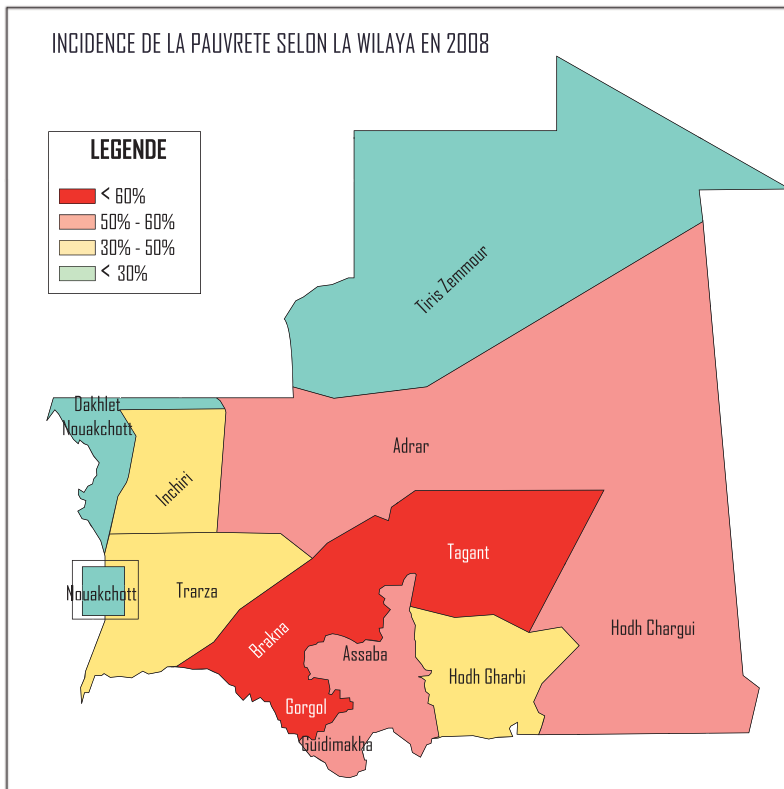 INCIDENCE DE LA PAUVRETE SELON LA WILAYA EN 2008
LEGENDE
< 60%
50% - 60%
30% - 50%
< 30%
Tiris Zemmour
Dakhlet
Nouakchott
Adrar
Inchiri
Tagant
Nouakchott
Trarza
Brakna
Assaba
Hodh Chargui
Hodh Gharbi
Gorgol
Guidimakha